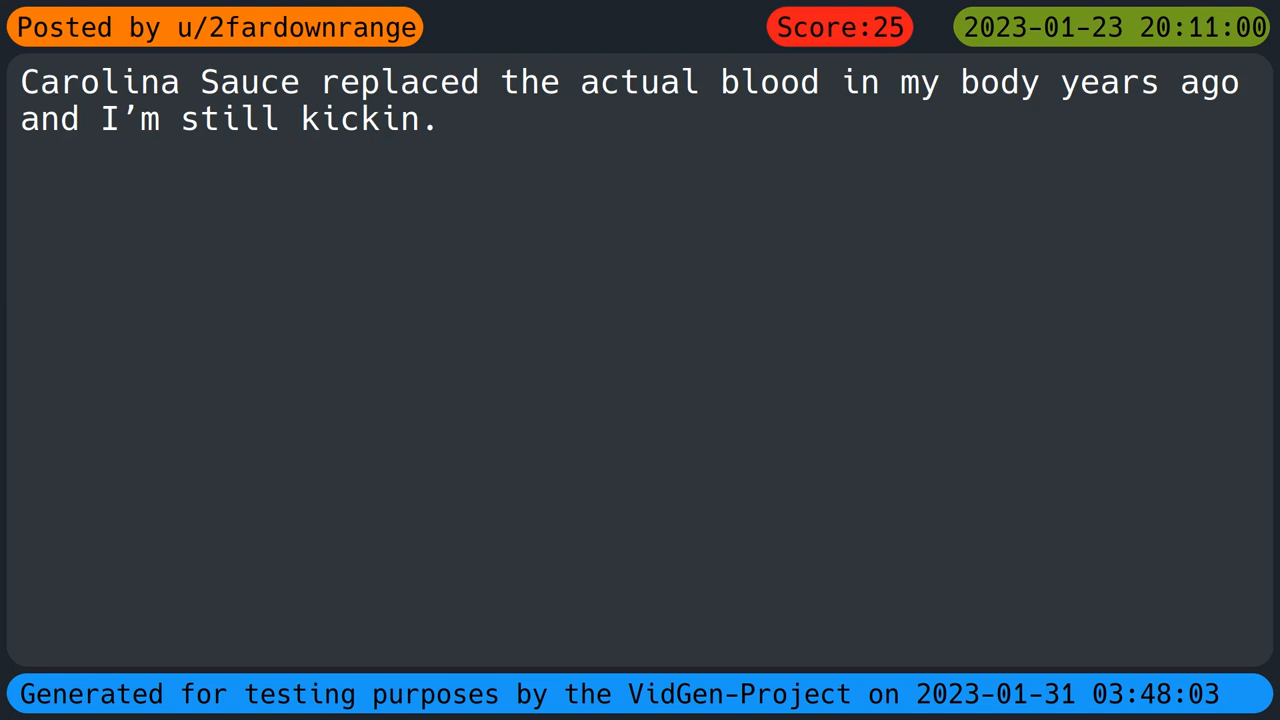 Posted by u/2fardownrange
Score:25
2023-01-23 20:11:00
Carolina Sauce replaced the actual blood in my body years ago
and I’m still kickin.
Generated for testing purposes by the VidGen-Project on 2023-01-31 03:48:03